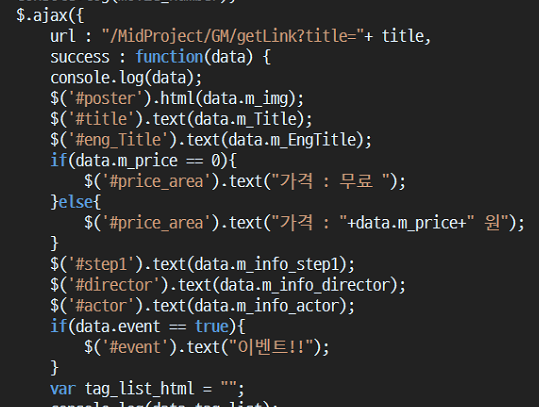 $.ajax({
url : "/MidProject/GM/getLink?title="+ title,
success : function(data) {
console.log(data);
$('#poster').html(data.m_img);
$('#title').text(data.m_Title);
$('#eng_Title').text(data.m_EngTitle);
if(data.m_price == 0){
$('#price_area').text("가격 : 무료 ");
}else{
$('#price_area').text("가격 : "+data.m_price+" 원");
}
$('#step1').text(data.m_info_step1);
$('#director').text(data.m_info_director);
$('#actor').text(data.m_info_actor);
if(data.event == true){
$('#event').text("이벤트!!");
}
var tag_list_html = "";
console.log(data.tag_list);